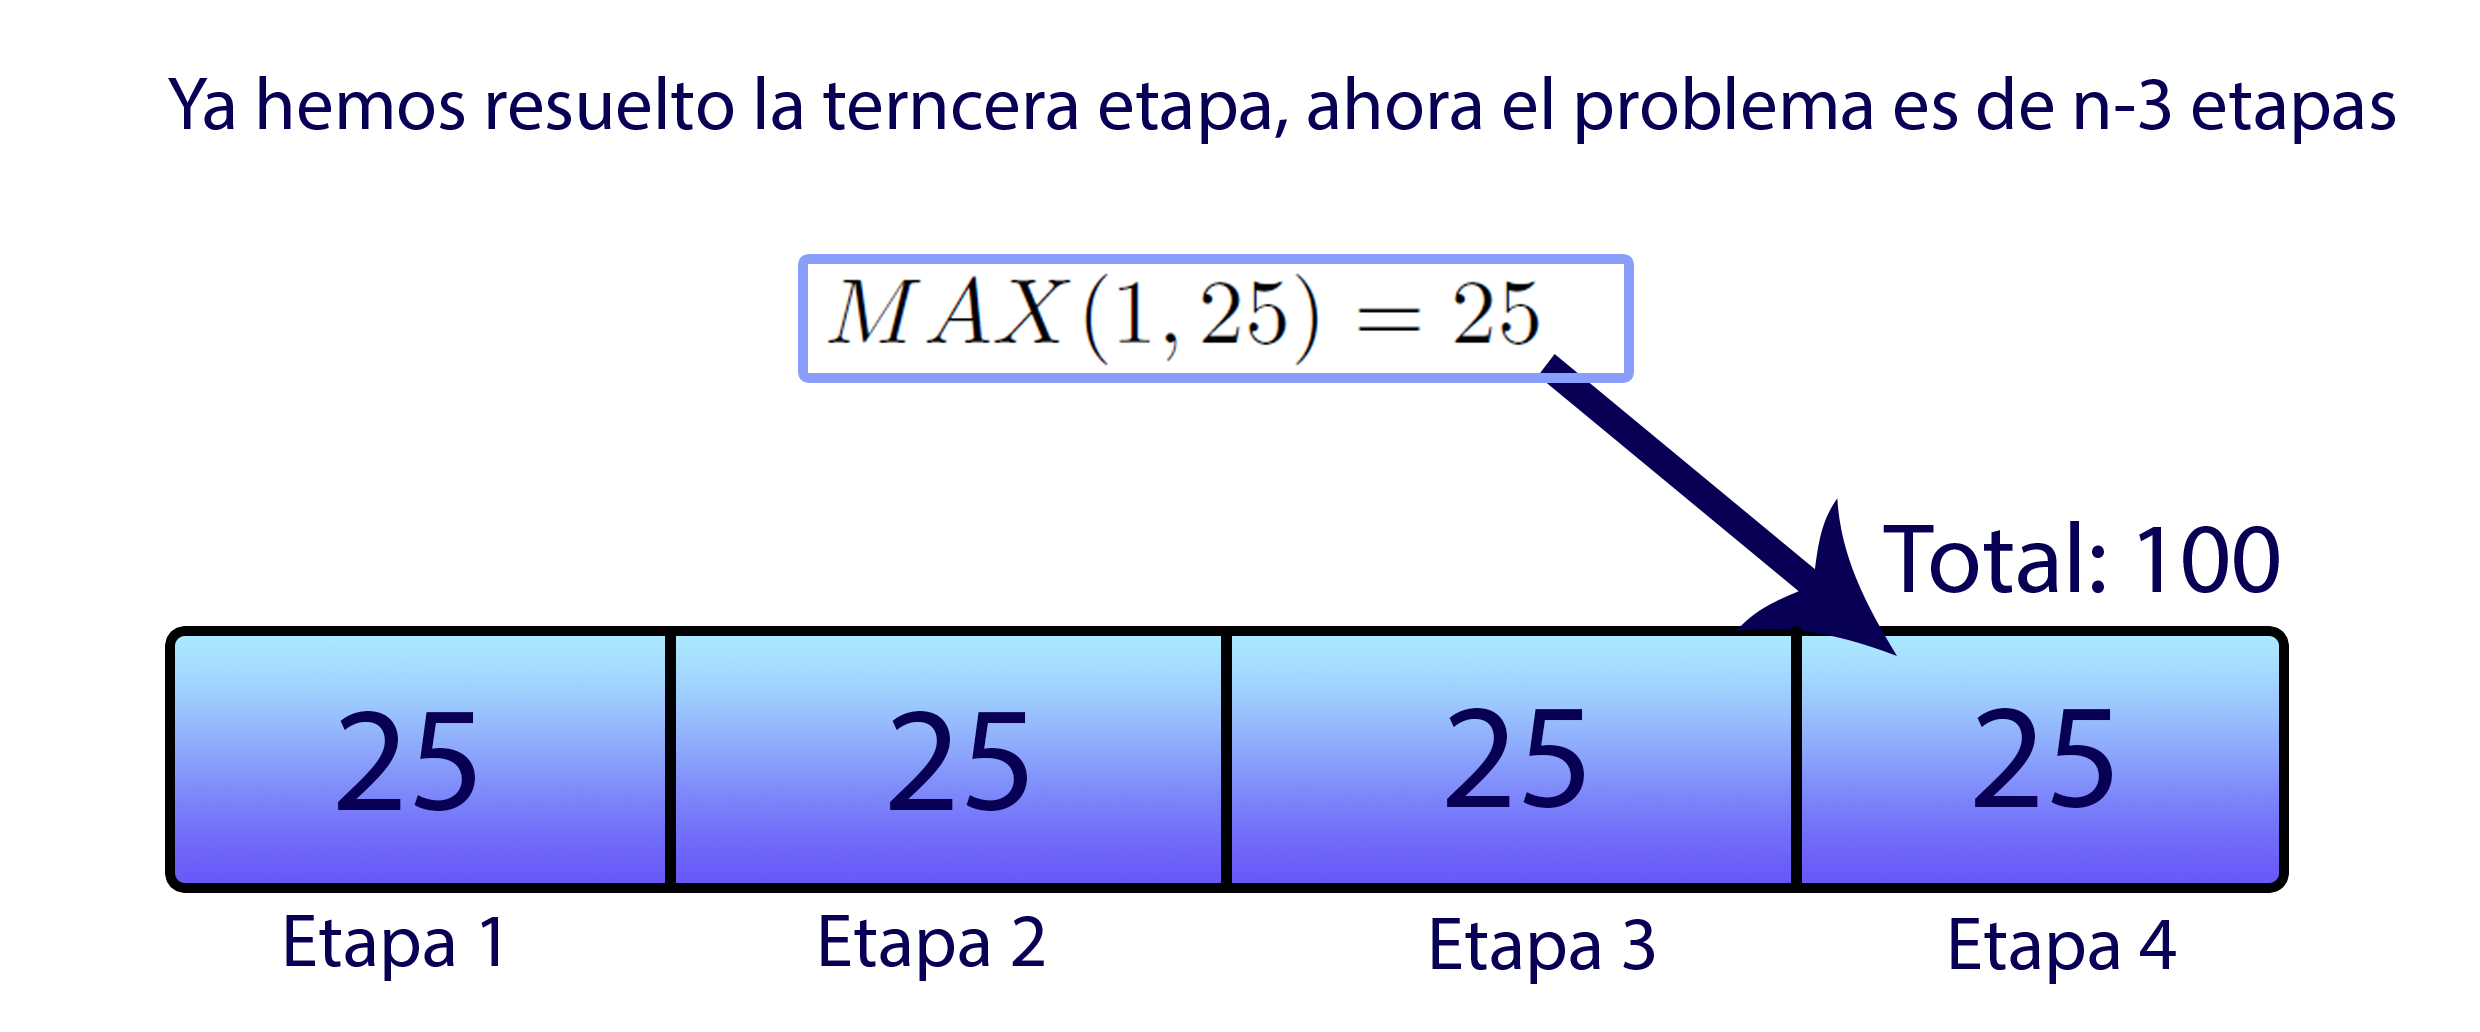 Ya hemos resuelto la terncera etapa, ahora el problema es de n-3 etapas
MAX(1, 25) = 25
Total: 100
25 25 25 25
Etapa 1 Etapa 2 Etapa 3 Etapa 4